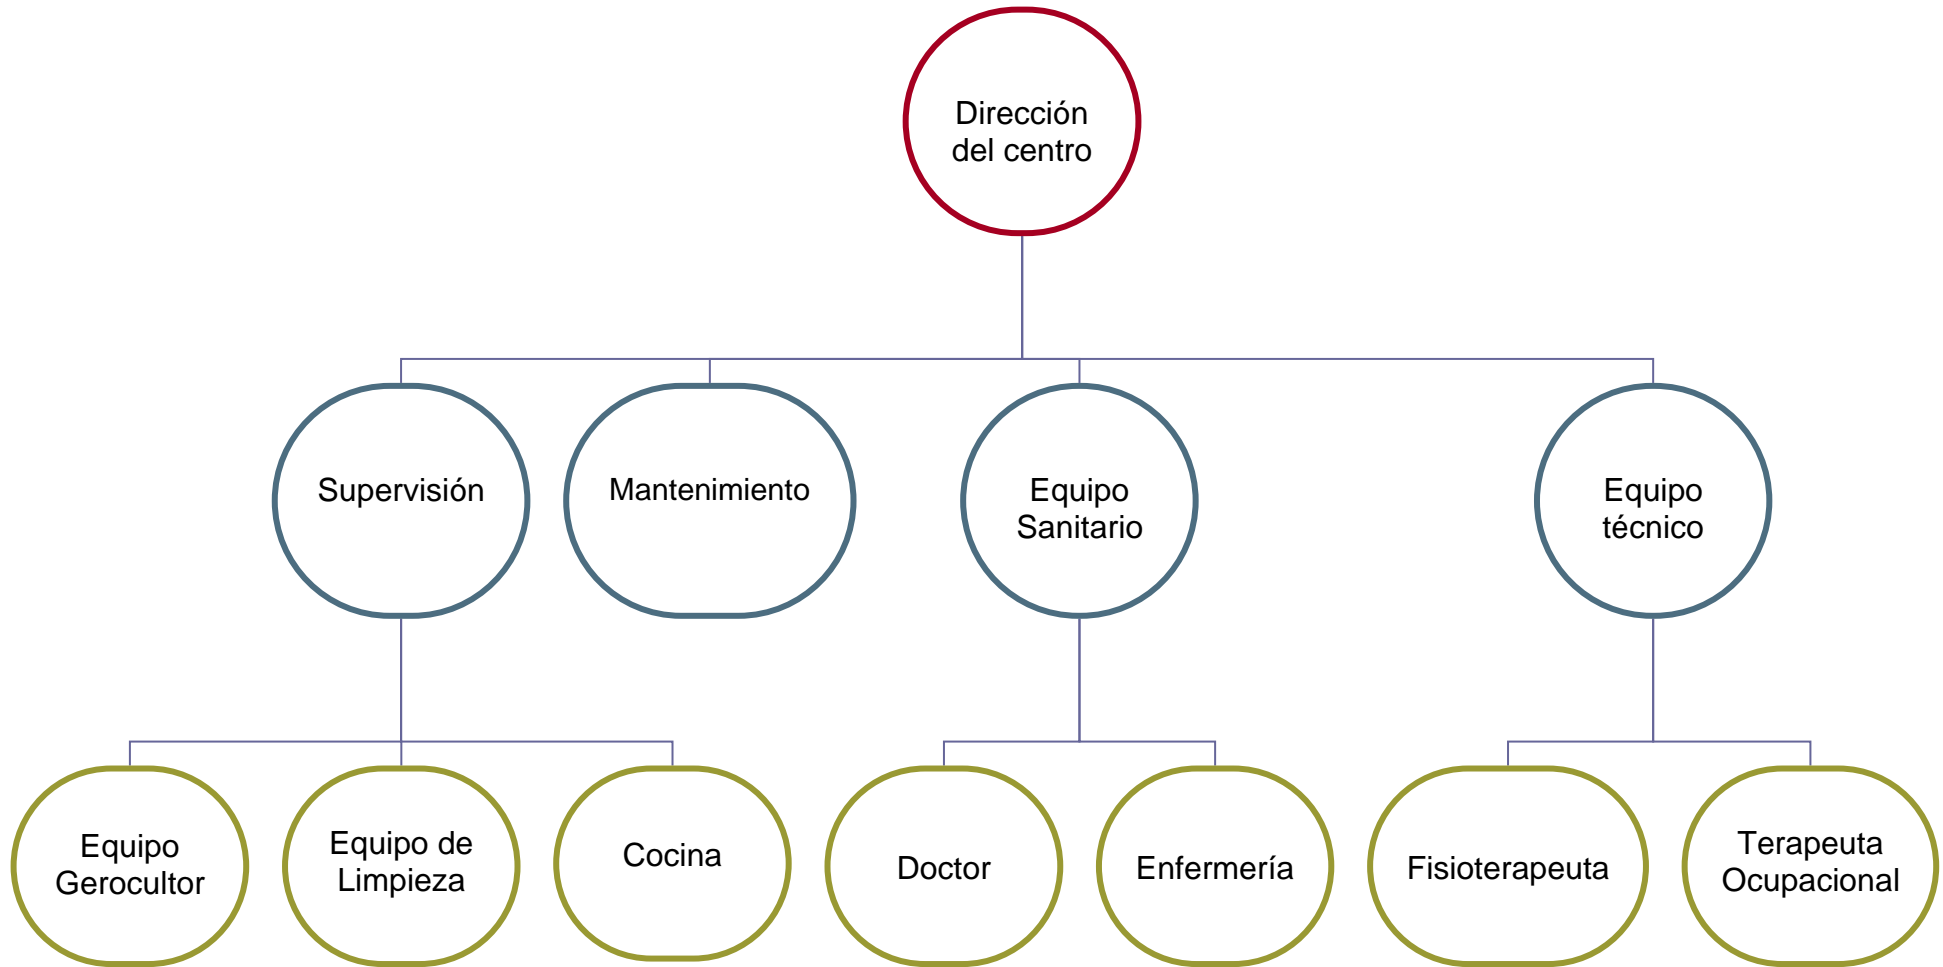 Dirección
del centro
Supervisión
Mantenimiento
Equipo
Sanitario
Equipo
técnico
Equipo
Gerocultor
Equipo de
Limpieza
Cocina
Doctor
Enfermería
Fisioterapeuta
Terapeuta
Ocupacional